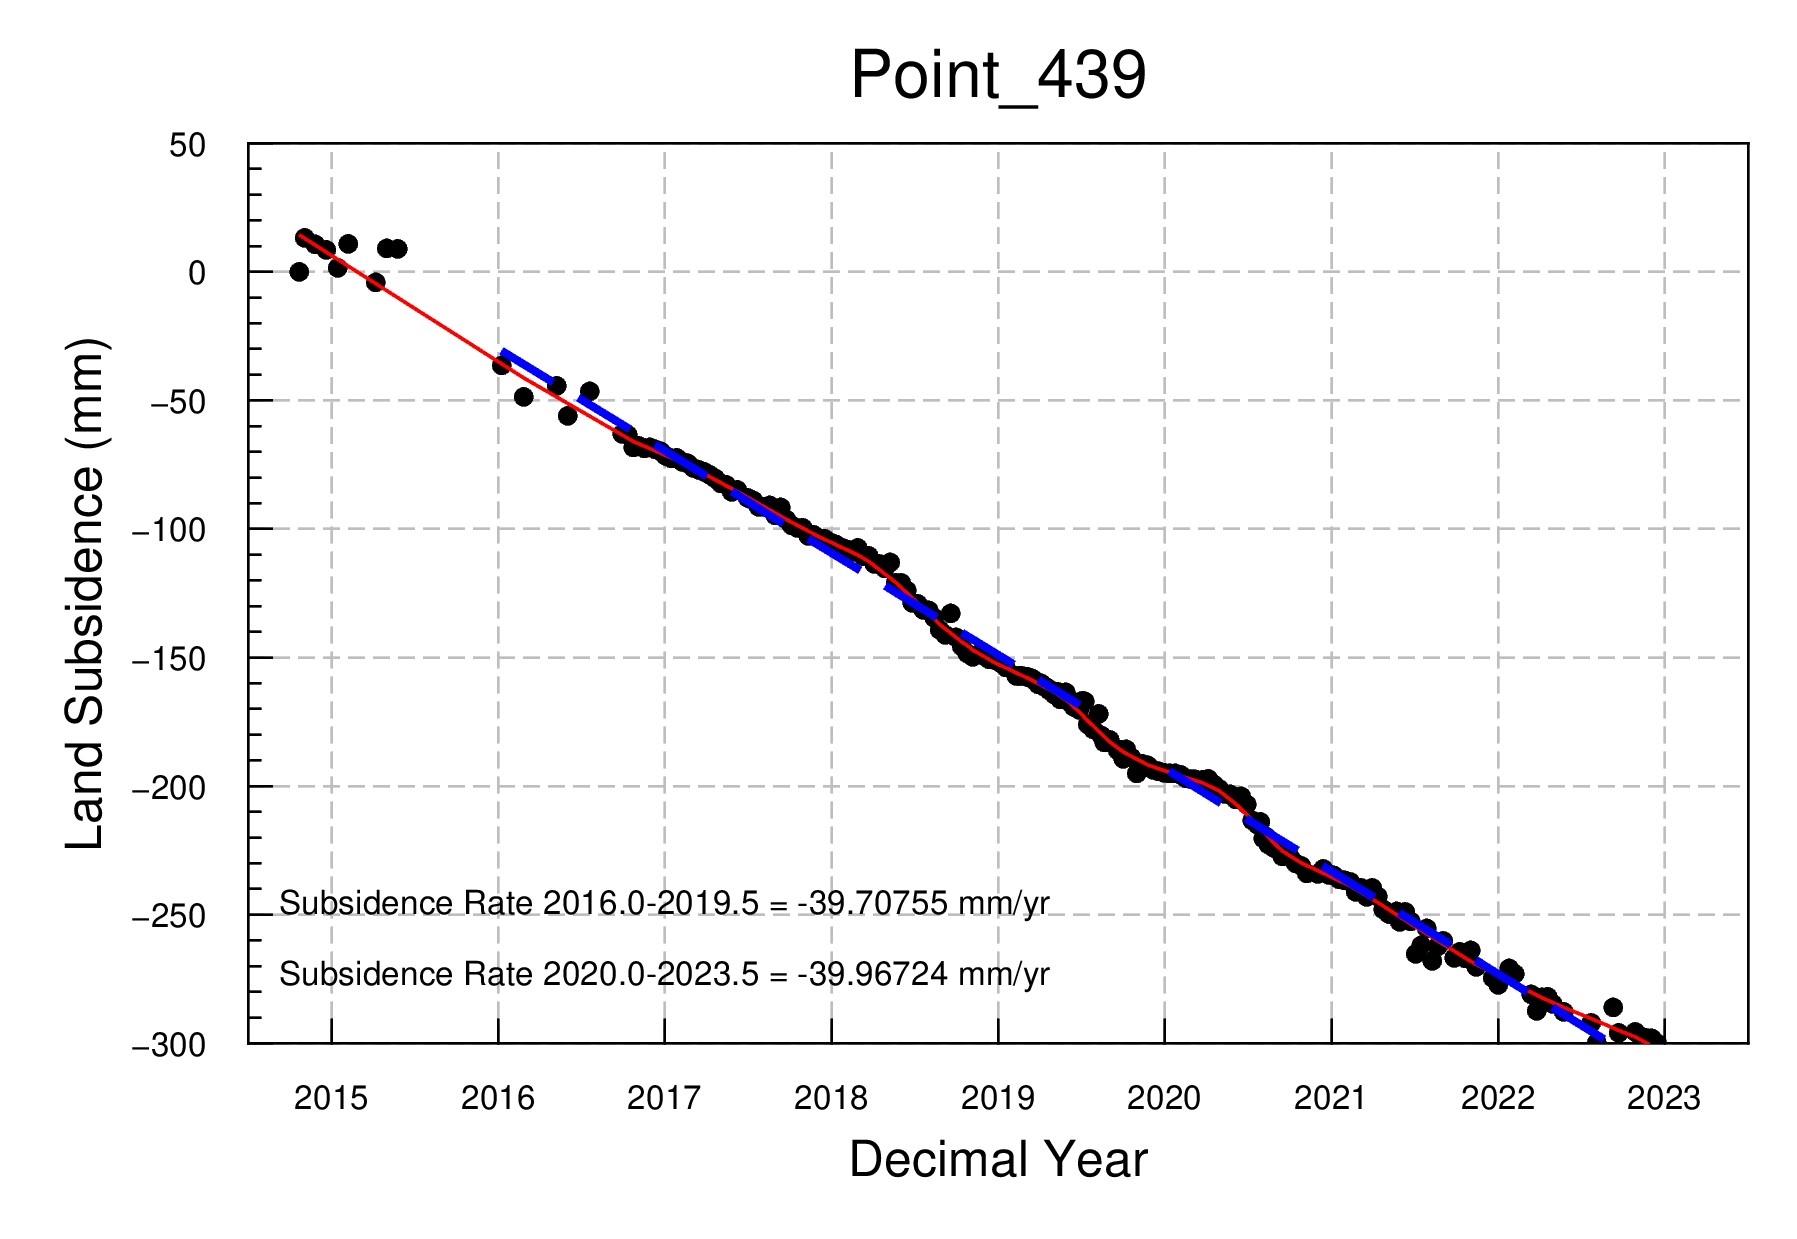 Point_439
50
0
−50
−100
−150
−200
−250
−300
Land Subsidence (mm)
Subsidence Rate 2016.0-2019.5 = -39.70755 mm/yr
Subsidence Rate 2020.0-2023.5 = -39.96724 mm/yr
2015 2016 2017 2018 2019 2020 2021 2022 2023
Decimal Year